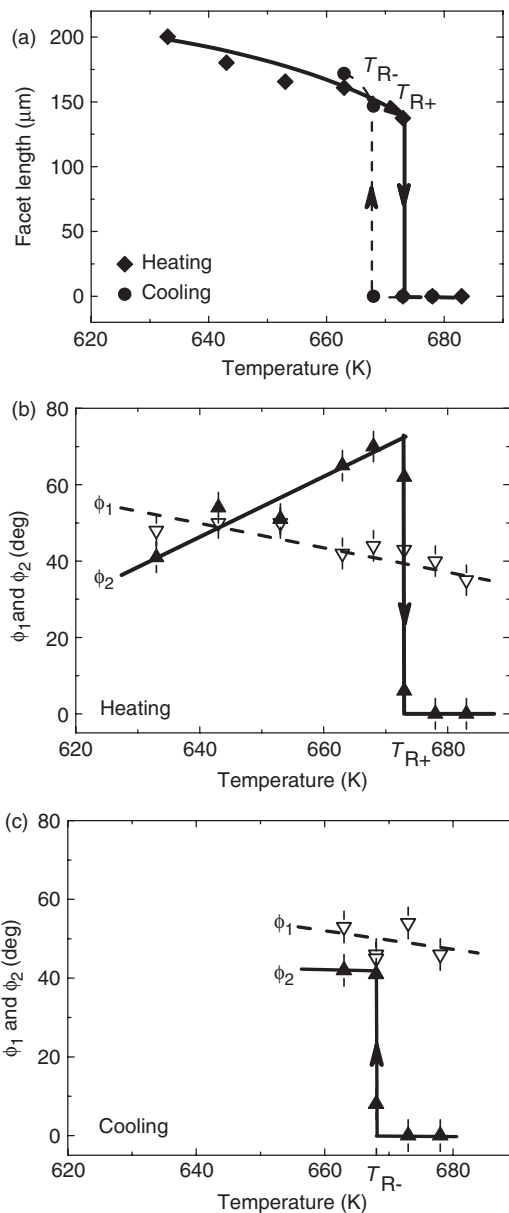 (a)
200
150
100
50
0
Facet length (μm)
T_R-
T_R+
Heating
Cooling
620 640 660 680
Temperature (K)
(b)
80
60
40
20
0
ϕ1 and ϕ2 (deg)
ϕ1
ϕ2
Heating
620 640 660 680
T_R+
Temperature (K)
(c)
80
60
40
20
0
ϕ1 and ϕ2 (deg)
ϕ1
ϕ2
Cooling
620 640 660 680
T_R-
Temperature (K)